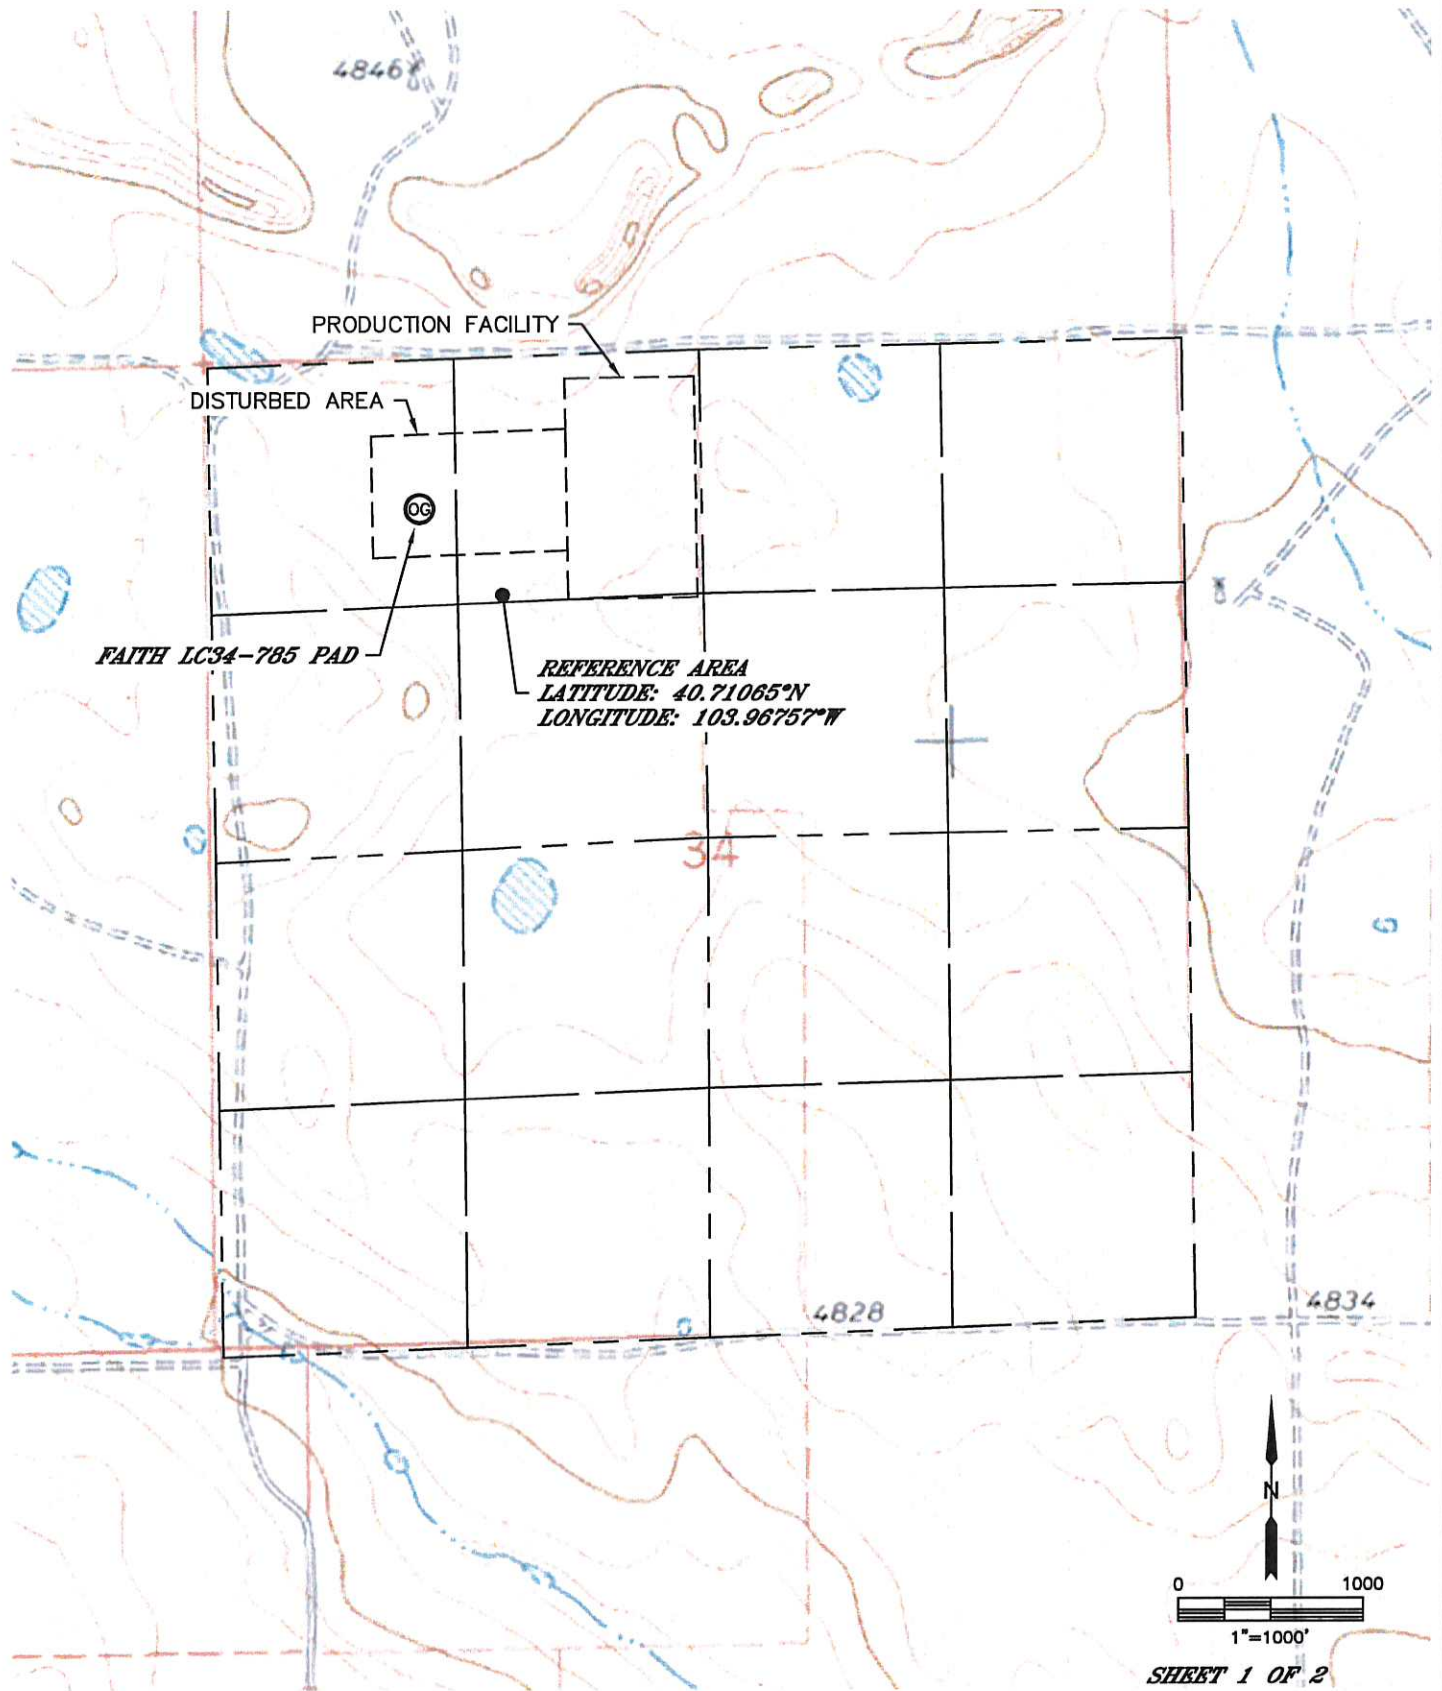 4846
PRODUCTION FACILITY
DISTURBED AREA
OG
FAITH LC34-785 PAD
REFERENCE AREA
LATITUDE: 40.71065°N
LONGITUDE: 103.96757°W
34
4828
4834
N
0 1000
1"=1000'
SHEET 1 OF 2